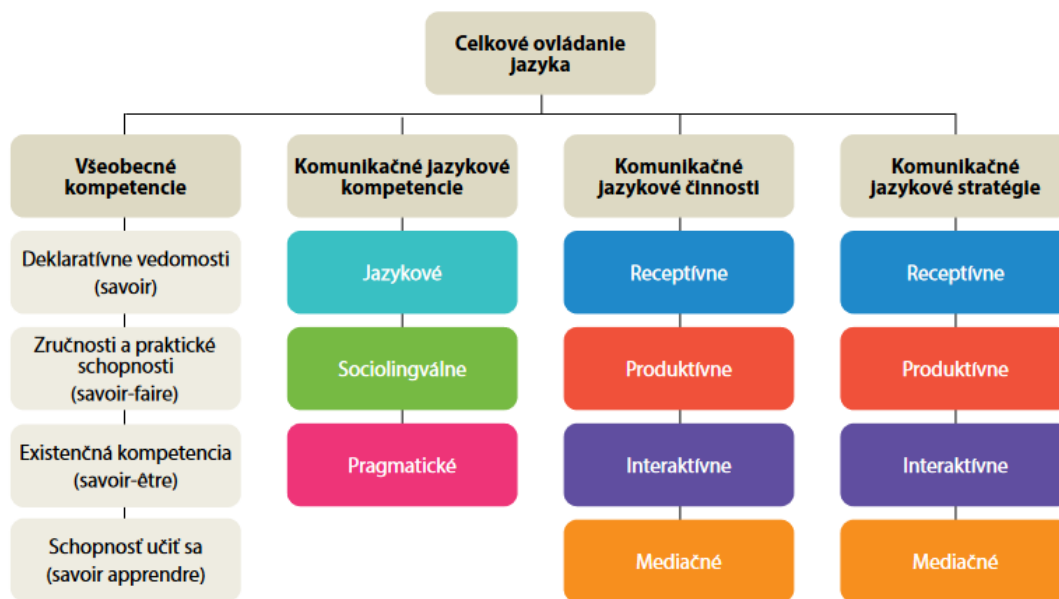 Celkové ovládanie
jazyka
Všeobecné
kompetencie
Komunikačné jazykové
kompetencie
Komunikačné
jazykové činnosti
Komunikačné
jazykové stratégie
Deklaratívne vedomosti
(savoir)
Jazykové
Receptívne
Receptívne
Zručnosti a praktické
schopnosti
(savoir-faire)
Sociolingválne
Produktívne
Produktívne
Existenčná kompetencia
(savoir-être)
Pragmatické
Interaktívne
Interaktívne
Schopnosť učiť sa
(savoir apprendre)
Mediačné
Mediačné